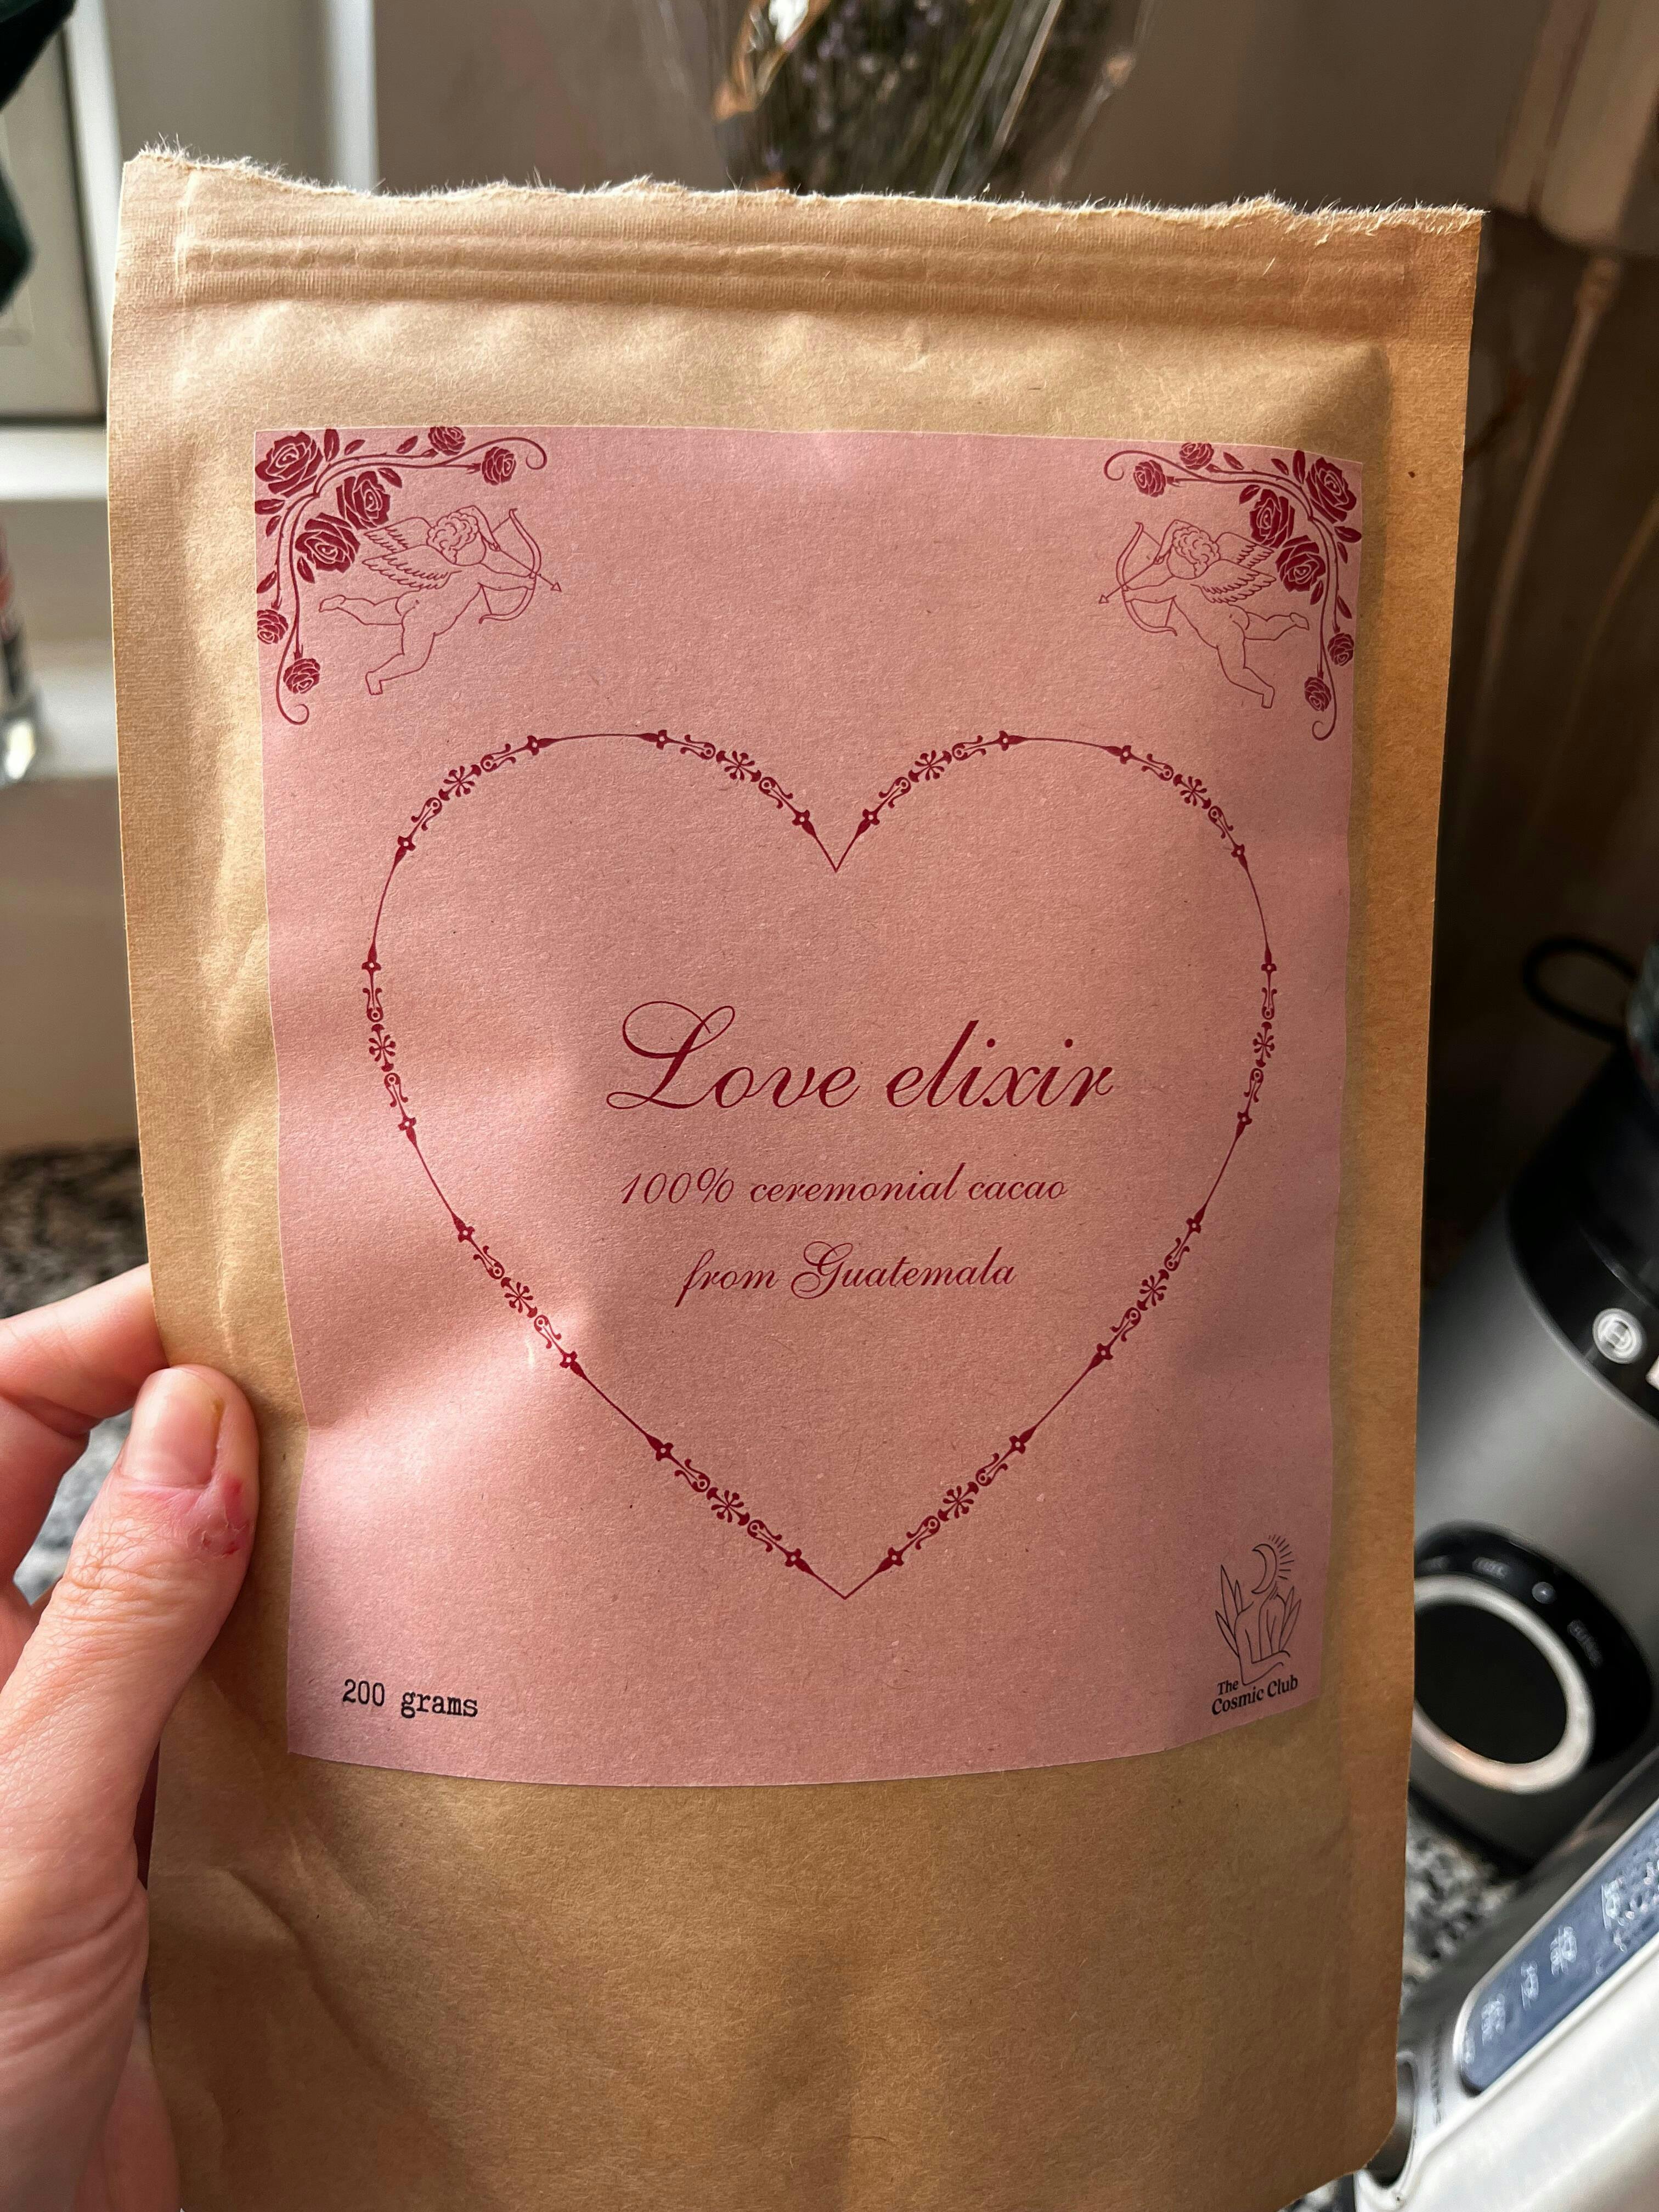 Love elixir
100% ceremonial cacao
from Guatemala
200 grams
The
Cosmic Club